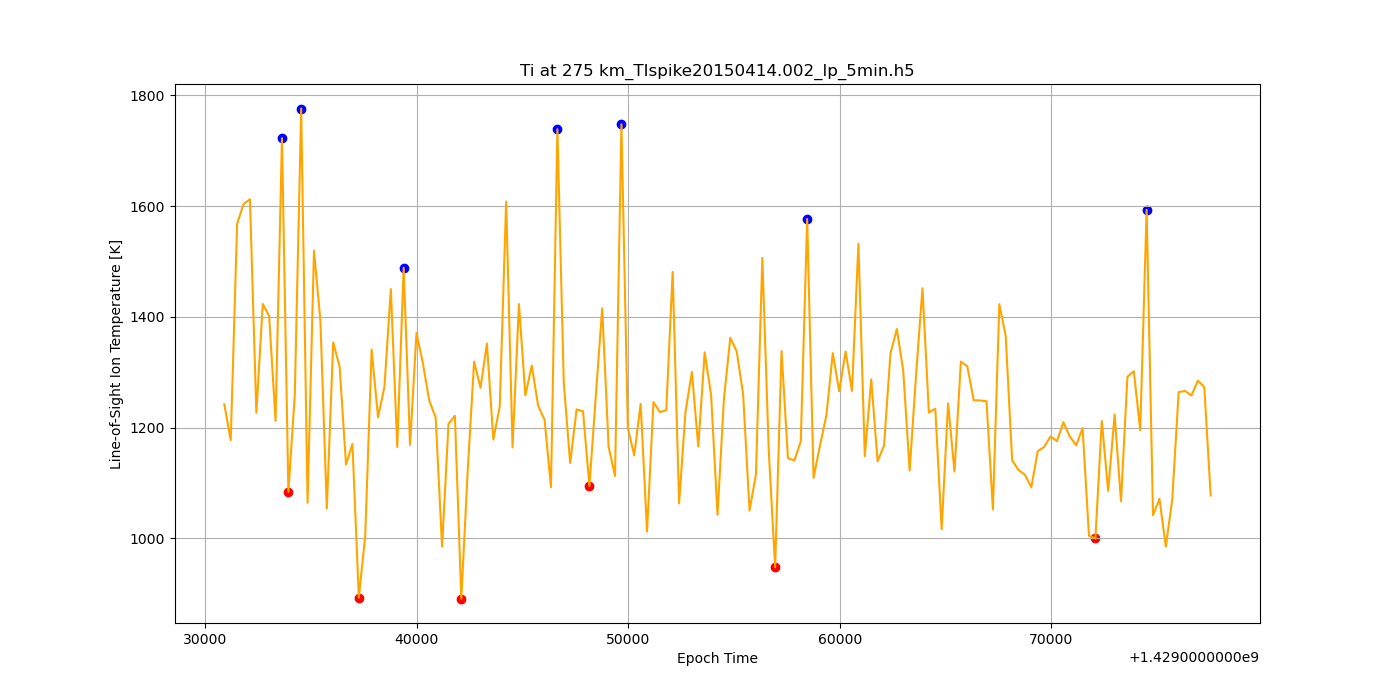 Ti at 275 km_TIspike20150414.002_lp_5min.h5
Line-of-Sight Ion Temperature [K]
1800
1600
1400
1200
1000
30000 40000 50000 60000 70000
Epoch Time
+1.4290000000e9